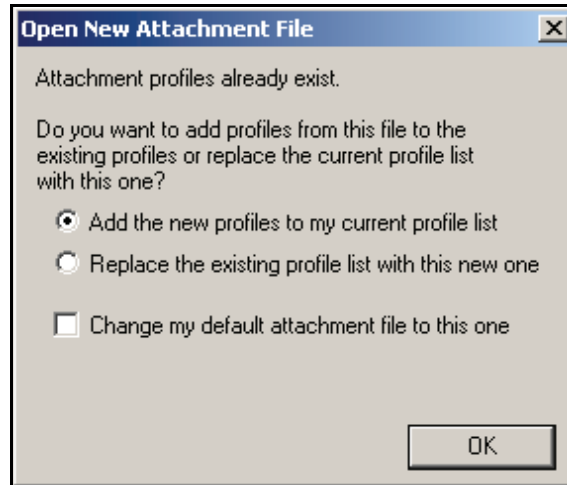 Open New Attachment File
Attachment profiles already exist.
Do you want to add profiles from this file to the
existing profiles or replace the current profile list
with this one?
Add the new profiles to my current profile list
Replace the existing profile list with this new one
Change my default attachment file to this one
OK